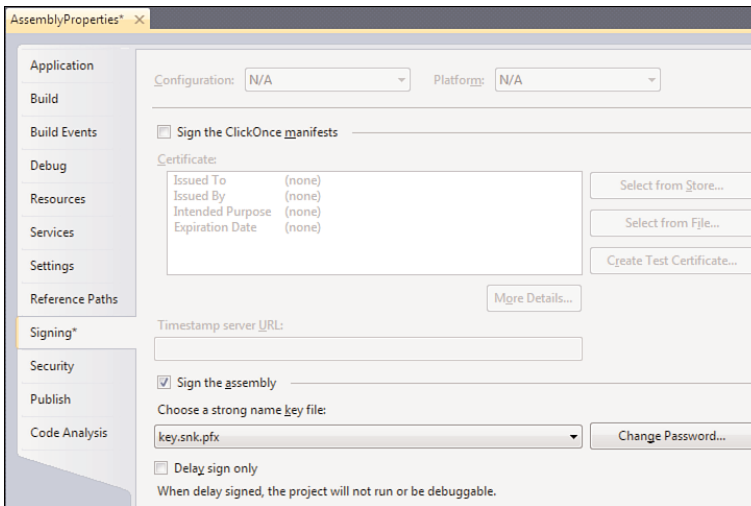 AssemblyProperties*
Application
Build
Build Events
Debug
Resources
Services
Settings
Reference Paths
Signing*
Security
Publish
Code Analysis
Configuration: N/A Platform: N/A
Sign the ClickOnce manifests
Certificate:
Issued To (none)
Issued By (none)
Intended Purpose (none)
Expiration Date (none)
Select from Store...
Select from File...
Create Test Certificate...
More Details...
Timestamp server URL:
Sign the assembly
Choose a strong name key file:
key.snk.pfx
Change Password...
Delay sign only
When delay signed, the project will not run or be debuggable.